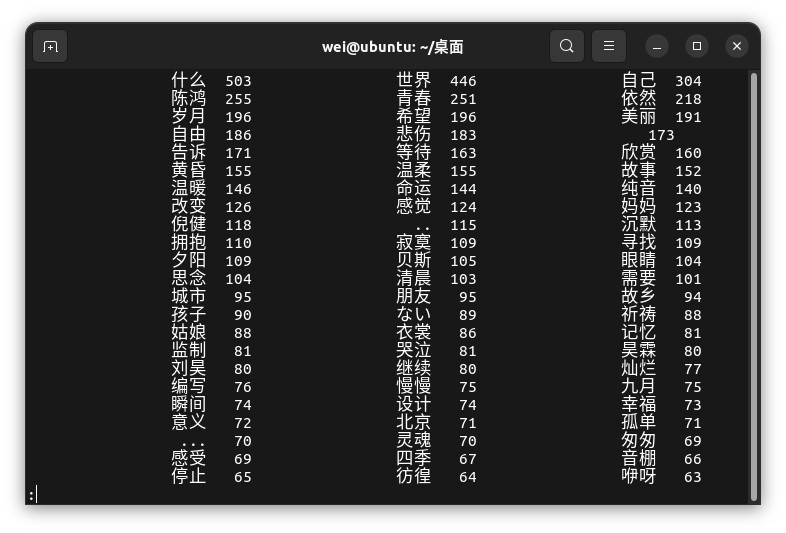 wei@ubuntu: ~/桌面
什么 503 世界 446 自己 304
陈鸿 255 青春 251 依然 218
岁月 196 希望 196 美丽 191
自由 186 悲伤 183 173
告诉 171 等待 163 欣赏 160
黄昏 155 温柔 155 故事 152
温暖 146 命运 144 纯音 140
改变 126 感觉 124 妈妈 123
倪健 118 .. 115 沉默 113
拥抱 110 寂寞 109 寻找 109
夕阳 109 贝斯 105 眼睛 104
思念 104 清晨 103 需要 101
城市 95 朋友 95 故乡 94
孩子 90 ない 89 祈祷 88
姑娘 88 衣裳 86 记忆 81
监制 81 哭泣 81 昊霖 80
刘昊 80 继续 80 灿烂 77
编写 76 慢慢 75 九月 75
瞬间 74 设计 74 幸福 73
意义 72 北京 71 孤单 71
... 70 灵魂 70 匆匆 69
感受 69 四季 67 音棚 66
停止 65 彷徨 64 咿呀 63
: